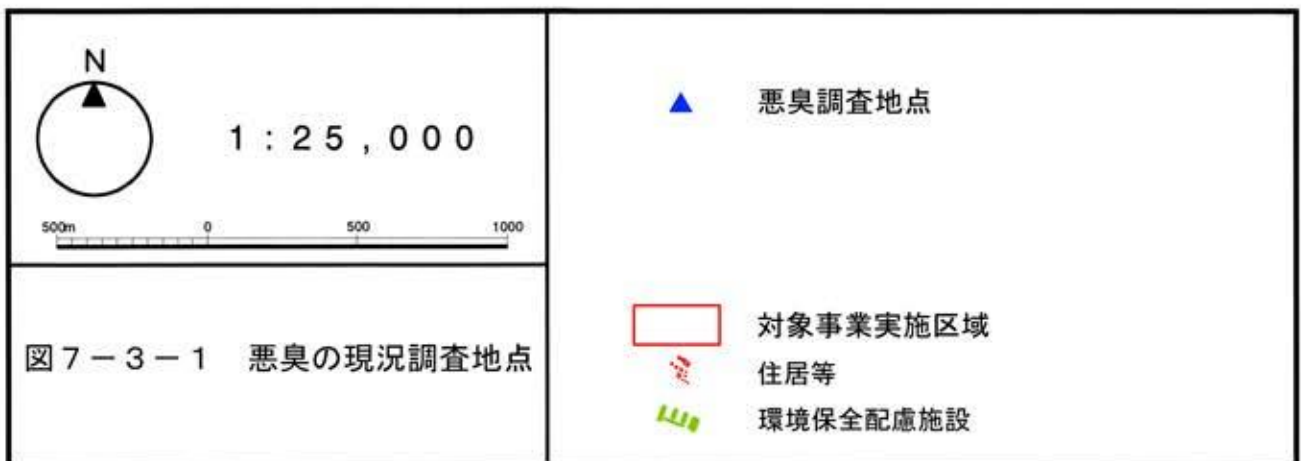 N
1:25,000
500m 0 500 1000
図7-3-1 悪臭の現況調査地点
悪臭調査地点
対象事業実施区域
住居等
環境保全配慮施設